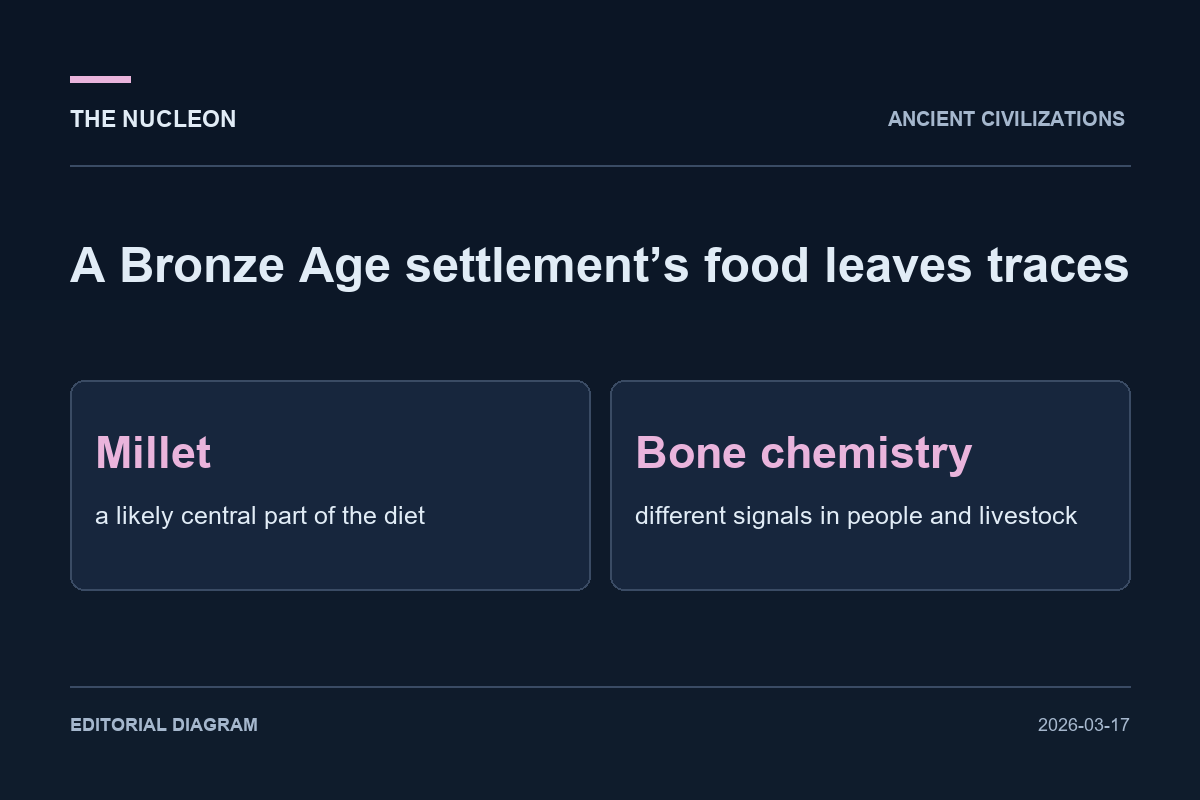 THE NUCLEON
ANCIENT CIVILIZATIONS
A Bronze Age settlement’s food leaves traces
Millet
a likely central part of the diet
Bone chemistry
different signals in people and livestock
EDITORIAL DIAGRAM
2026-03-17